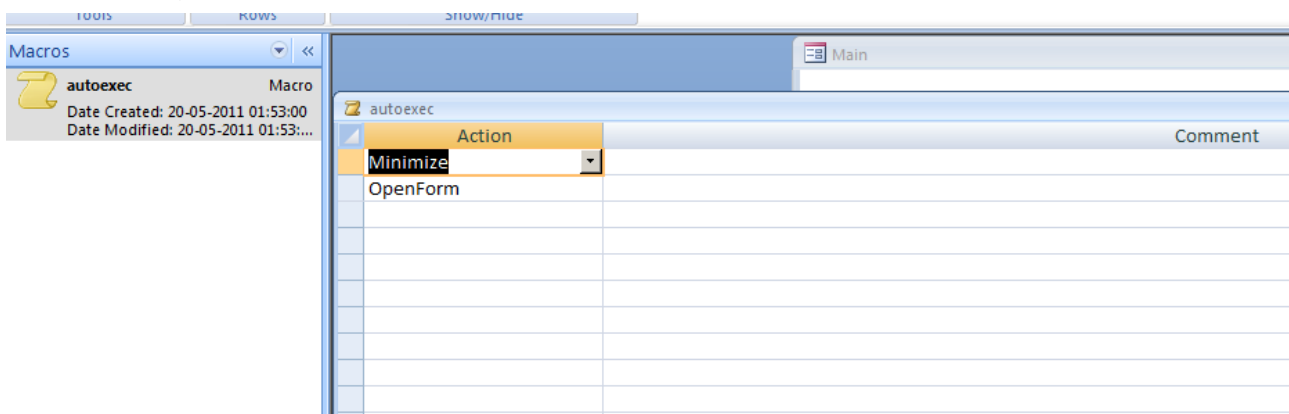 Tools Rows Show/Hide
Macros
autoexec Macro
Date Created: 20-05-2011 01:53:00
Date Modified: 20-05-2011 01:53:...
Main
autoexec
Action Comment
Minimize
OpenForm